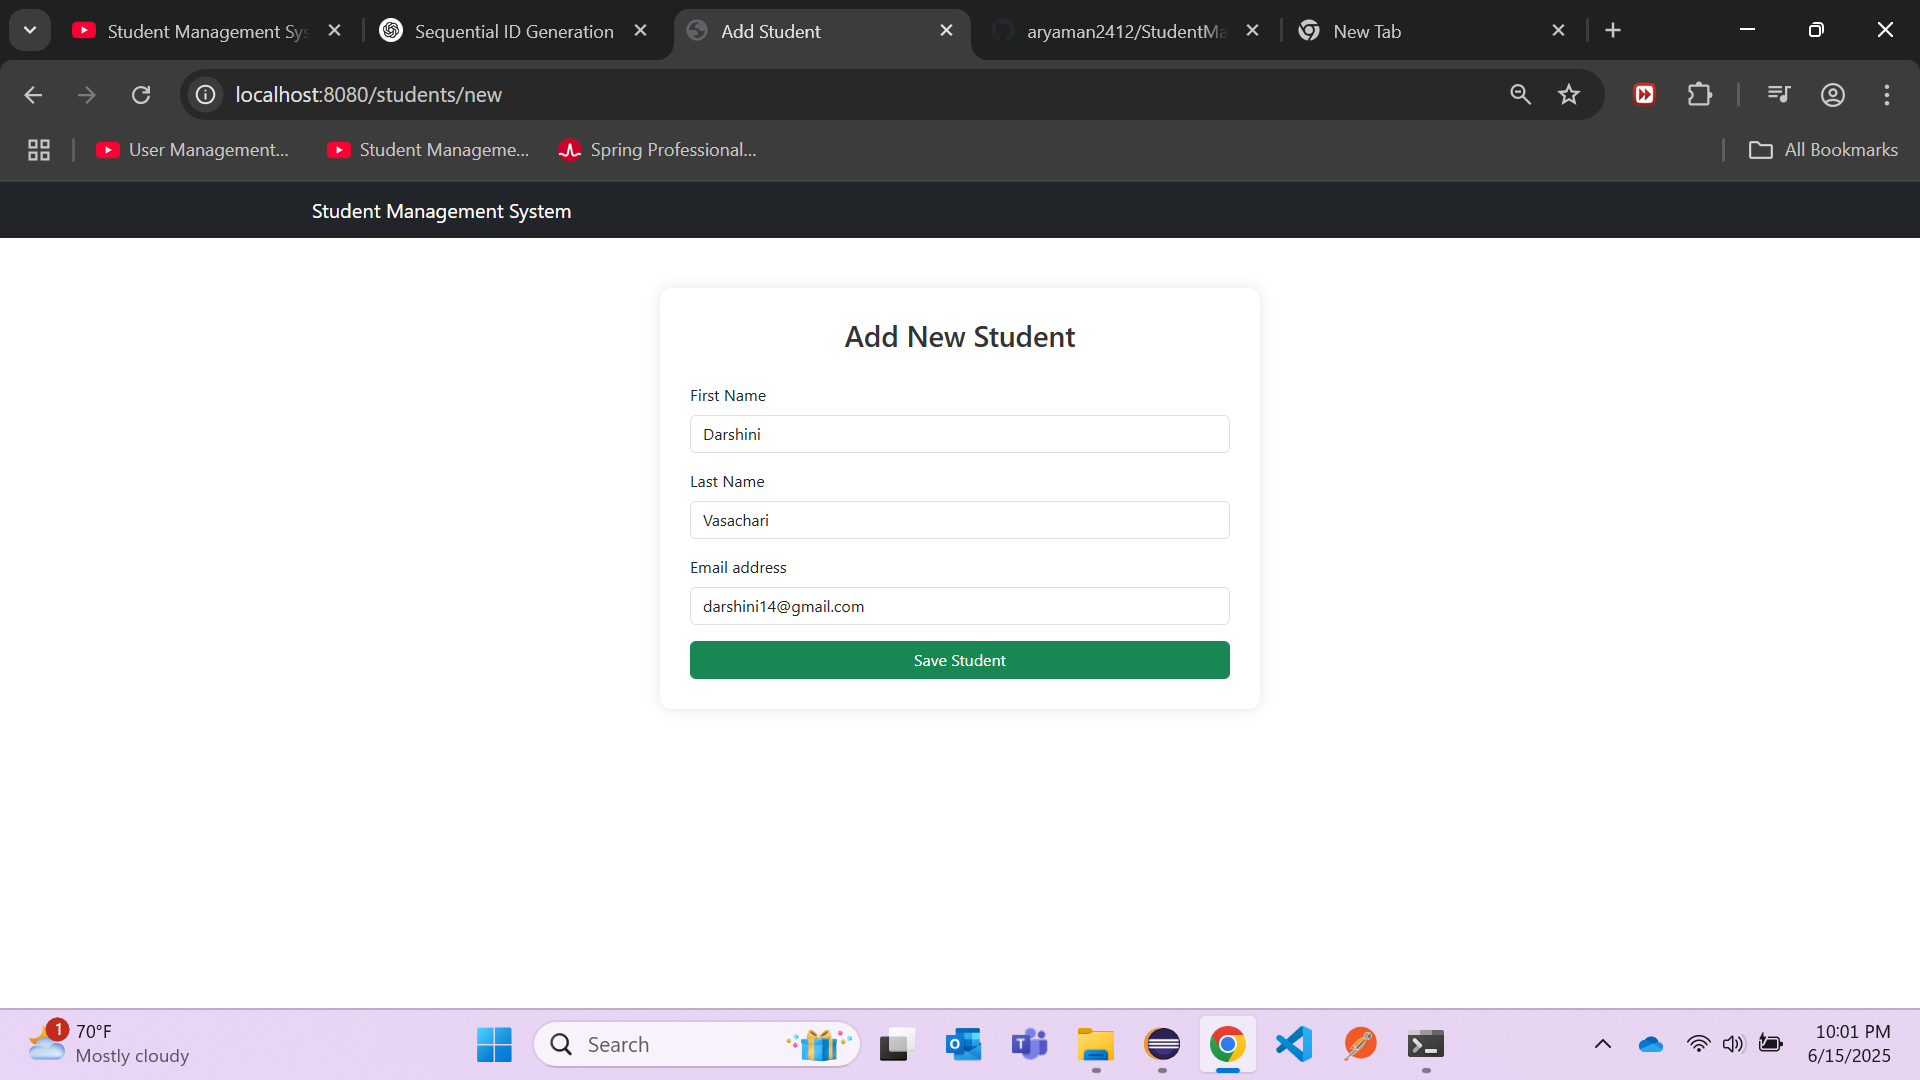 Student Management Sys
Sequential ID Generation
Add Student
aryaman2412/StudentMa
New Tab
localhost:8080/students/new
User Management...
Student Manageme...
Spring Professional...
All Bookmarks
Student Management System
Add New Student
First Name
Darshini
Last Name
Vasachari
Email address
darshini14@gmail.com
Save Student
1
70°F
Mostly cloudy
Search
10:01 PM
6/15/2025